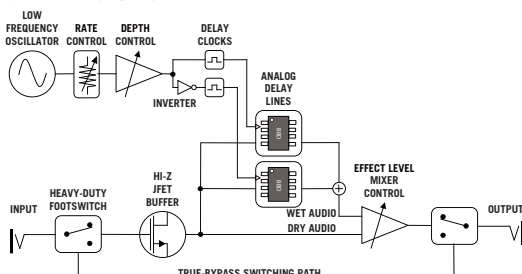 LOW
FREQUENCY
OSCILLATOR
RATE
CONTROL
DEPTH
CONTROL
DELAY
CLOCKS
INVERTER
ANALOG
DELAY
LINES
HI-Z
JFET
BUFFER
HEAVY-DUTY
FOOTSWITCH
INPUT
EFFECT LEVEL
MIXER
CONTROL
WET AUDIO
DRY AUDIO
OUTPUT
TRUE-BYPASS SWITCHING PATH